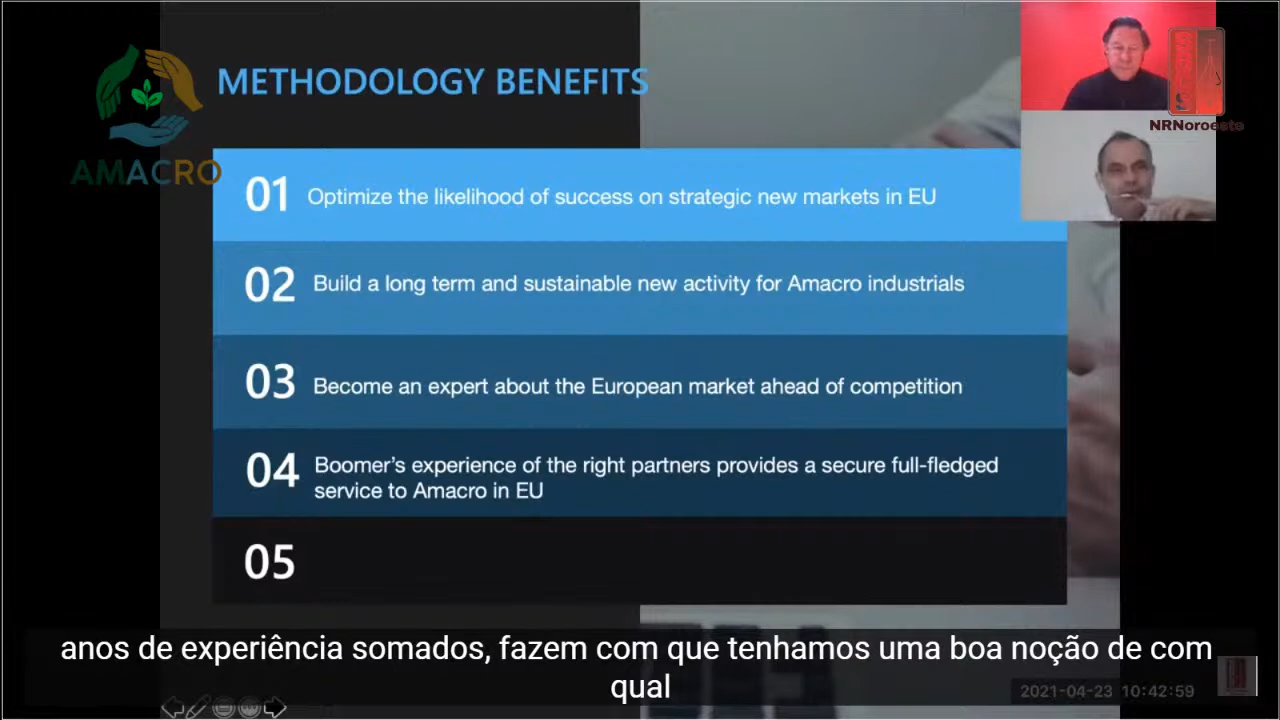 METHODOLOGY BENEFITS
AMACRO
NRNoroeste
01 Optimize the likelihood of success on strategic new markets in EU
02 Build a long term and sustainable new activity for Amacro industrials
03 Become an expert about the European market ahead of competition
04 Boomer's experience of the right partners provides a secure full-fledged
service to Amacro in EU
05
anos de experiência somados, fazem com que tenhamos uma boa noção de com
qual
2021-04-23 10:42:59